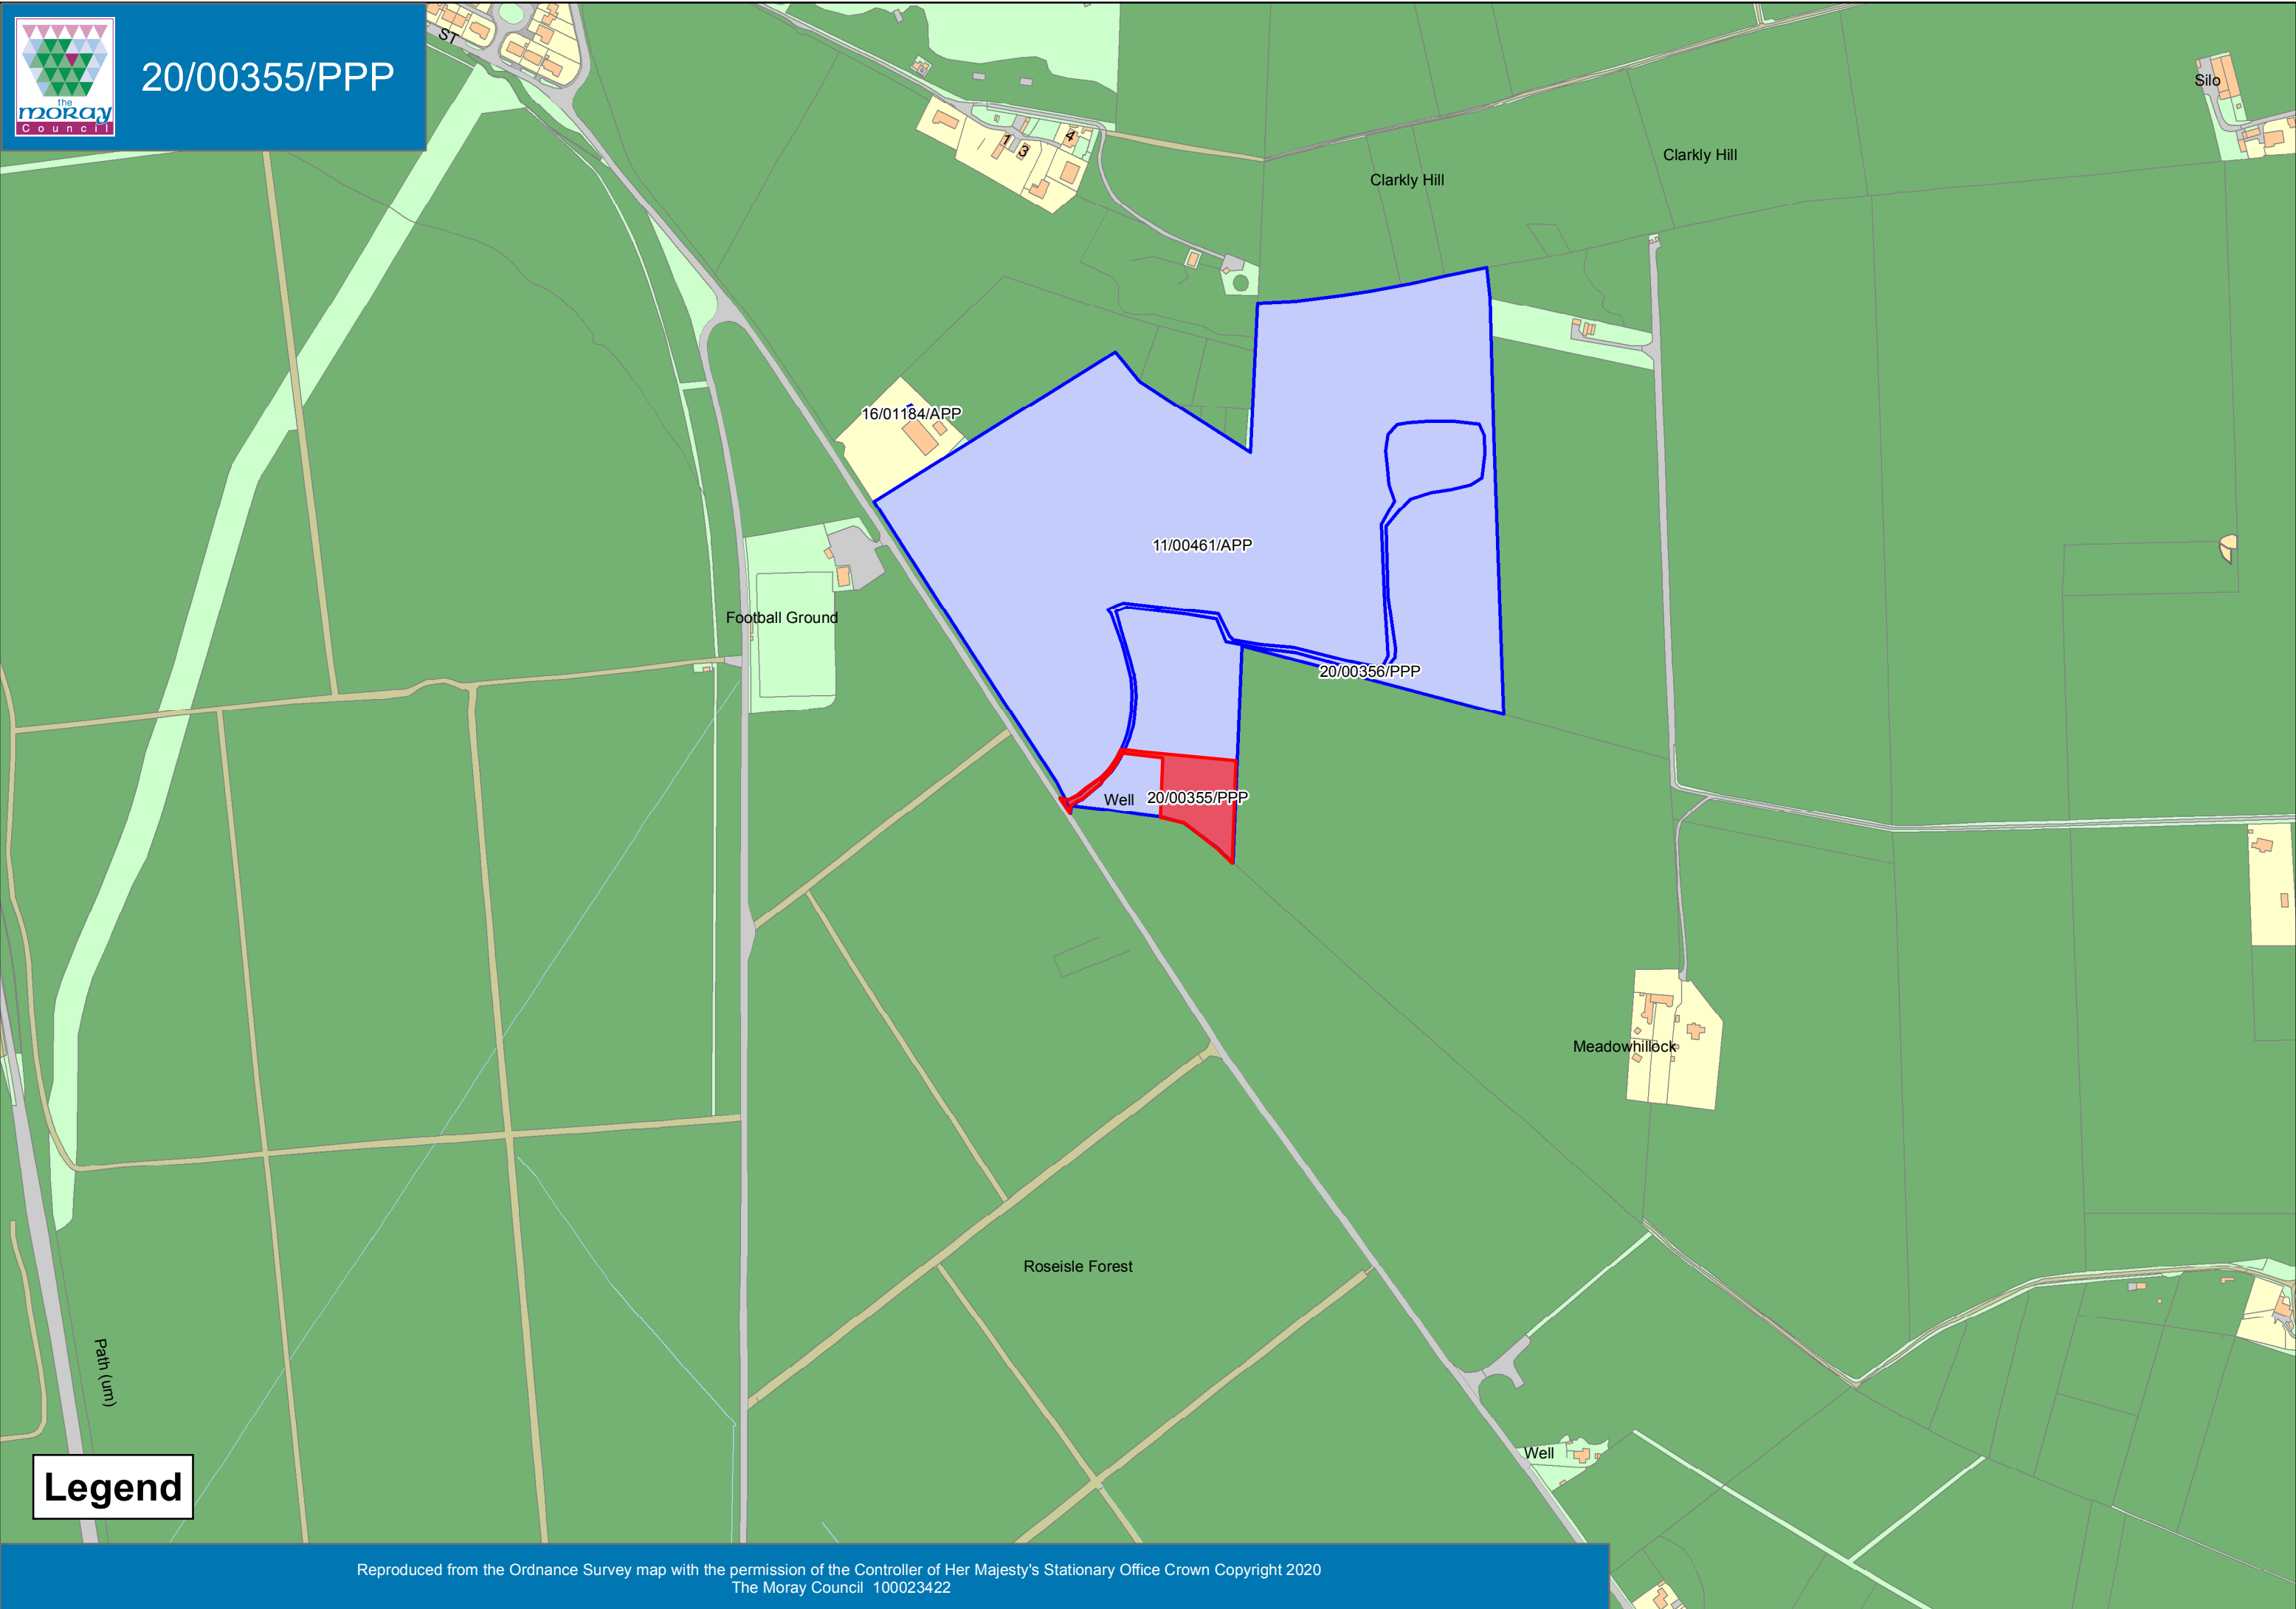 the
moray
Council
20/00355/PPP
ST
1
3
4
Silo
Clarkly Hill
Clarkly Hill
16/01184/APP
11/00461/APP
Football Ground
20/00356/PPP
Well
20/00355/PPP
Meadowhillock
Roseisle Forest
Path (um)
Well
Legend
Reproduced from the Ordnance Survey map with the permission of the Controller of Her Majesty's Stationary Office Crown Copyright 2020
The Moray Council 100023422